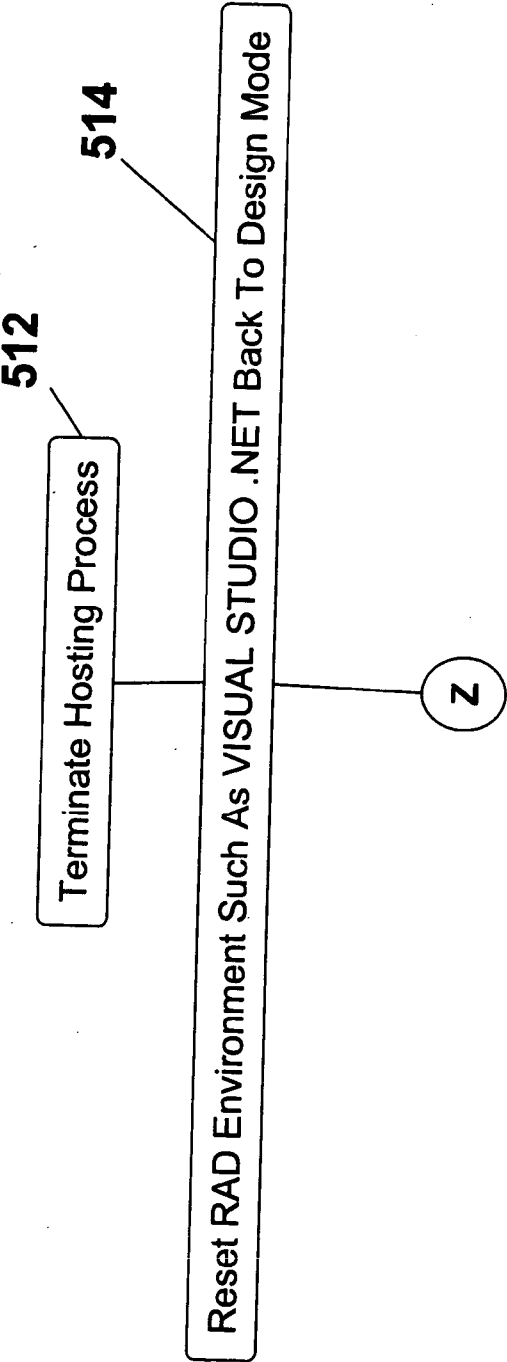 512
Terminate Hosting Process
514
Reset RAD Environment Such As VISUAL STUDIO .NET Back To Design Mode
Z